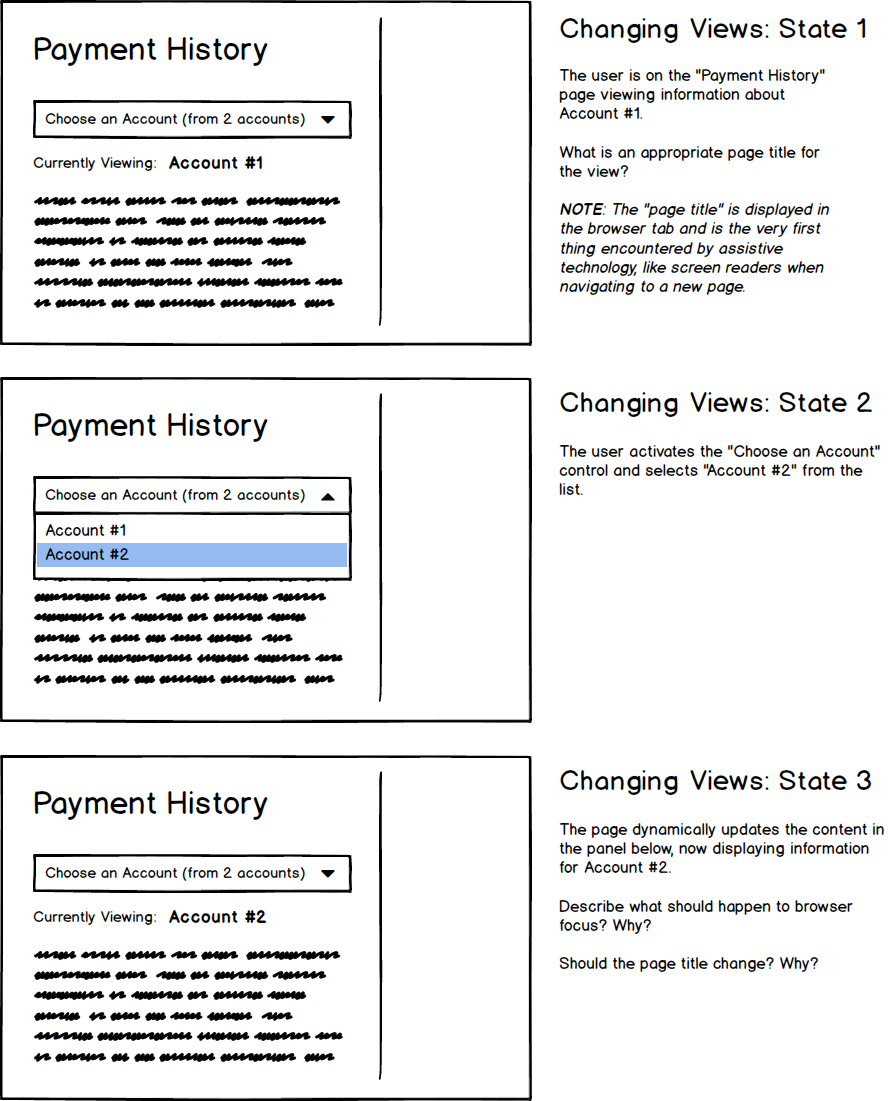 Payment History
Choose an Account (from 2 accounts)
Currently Viewing: Account #1
Changing Views: State 1
The user is on the "Payment History"
page viewing information about
Account #1.
What is an appropriate page title for
the view?
NOTE: The "page title" is displayed in
the browser tab and is the very first
thing encountered by assistive
technology, like screen readers when
navigating to a new page.
Payment History
Choose an Account (from 2 accounts)
Account #1
Account #2
Changing Views: State 2
The user activates the "Choose an Account"
control and selects "Account #2" from the
list.
Payment History
Choose an Account (from 2 accounts)
Currently Viewing: Account #2
Changing Views: State 3
The page dynamically updates the content in
the panel below, now displaying information
for Account #2.
Describe what should happen to browser
focus? Why?
Should the page title change? Why?